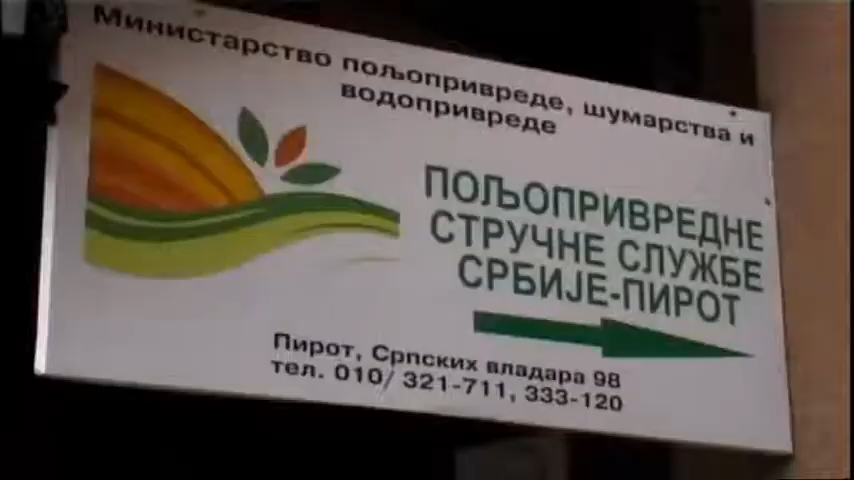 Министарство пољопривреде, шумарства и
водопривреде
ПОЉОПРИВРЕДНЕ
СТРУЧНЕ СЛУЖБЕ
СРБИЈЕ-ПИРОТ
Пирот, Српских владара 98
тел. 010/ 321-711, 333-120